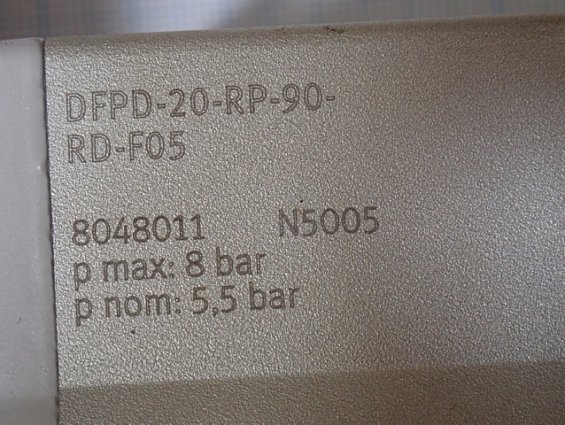 DFPD-20-RP-90-
RD-F05
8048011 N5005
p max: 8 bar
p nom: 5,5 bar